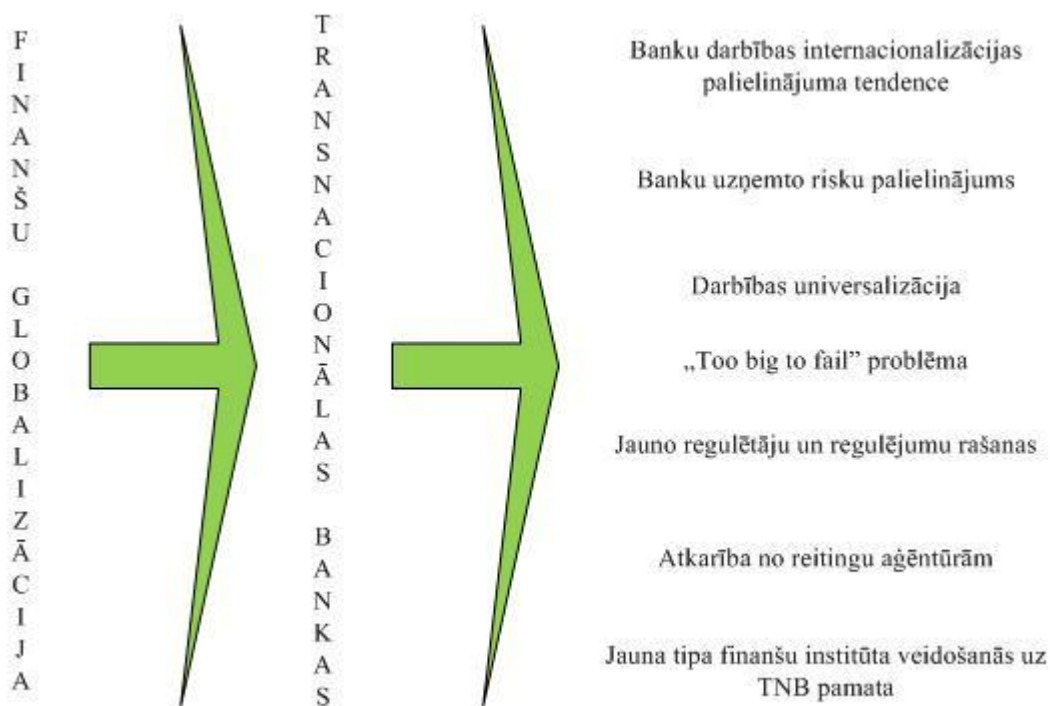 FINANŠU GLOBALIZĀCIJA
TRANSNACIONĀLAS BANKAS
Banku darbības internacionalizācijas
palielinājuma tendence
Banku uzņemto risku palielinājums
Darbības universalizācija
„Too big to fail” problēma
Jauno regulētāju un regulējumu rašanas
Atkarība no reitingu aģēntūrām
Jauna tipa finanšu institūta veidošanās uz
TNB pamata